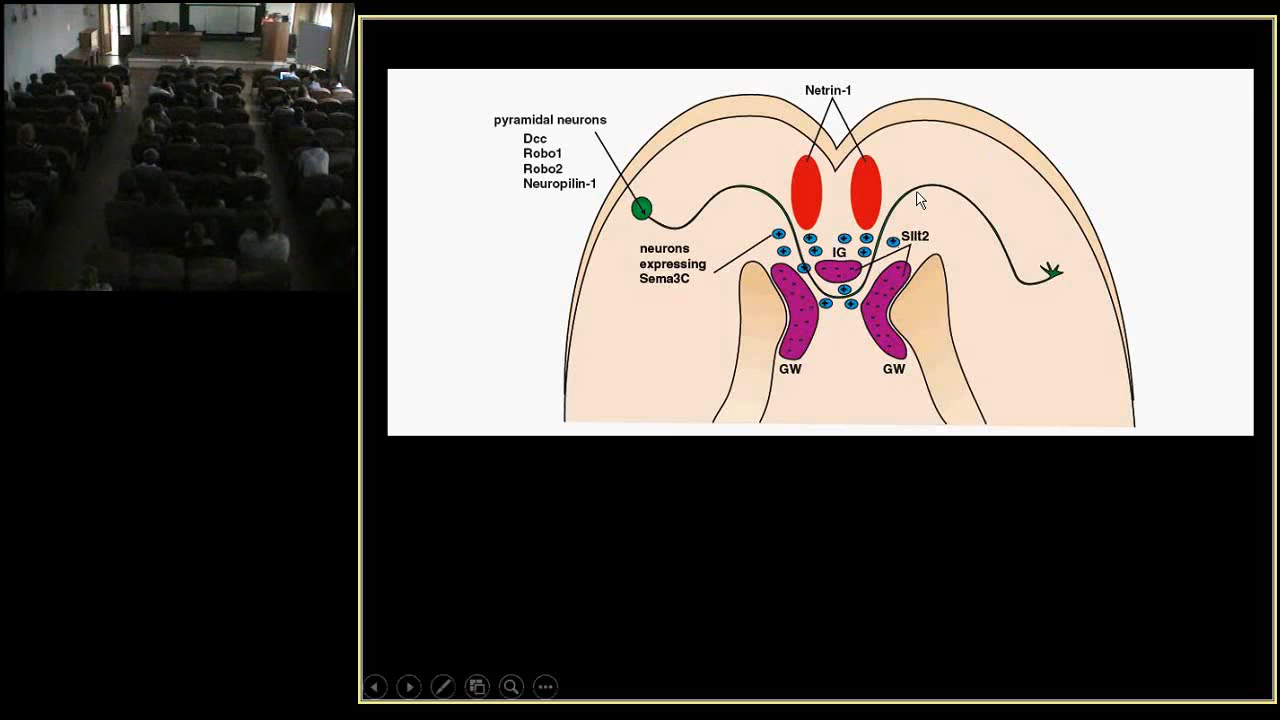 Netrin-1
pyramidal neurons
Dcc
Robo1
Robo2
Neuropilin-1
neurons
expressing
Sema3C
IG
Slit2
GW
GW